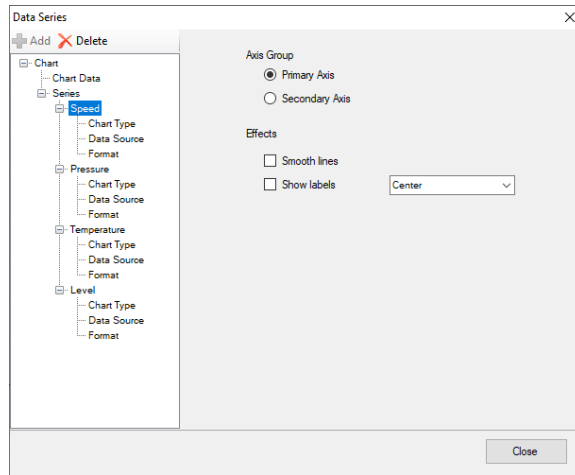 Data Series
Add Delete
Chart
Chart Data
Series
Speed
Chart Type
Data Source
Format
Pressure
Chart Type
Data Source
Format
Temperature
Chart Type
Data Source
Format
Level
Chart Type
Data Source
Format
Axis Group
Primary Axis
Secondary Axis
Effects
Smooth lines
Show labels Center
Close